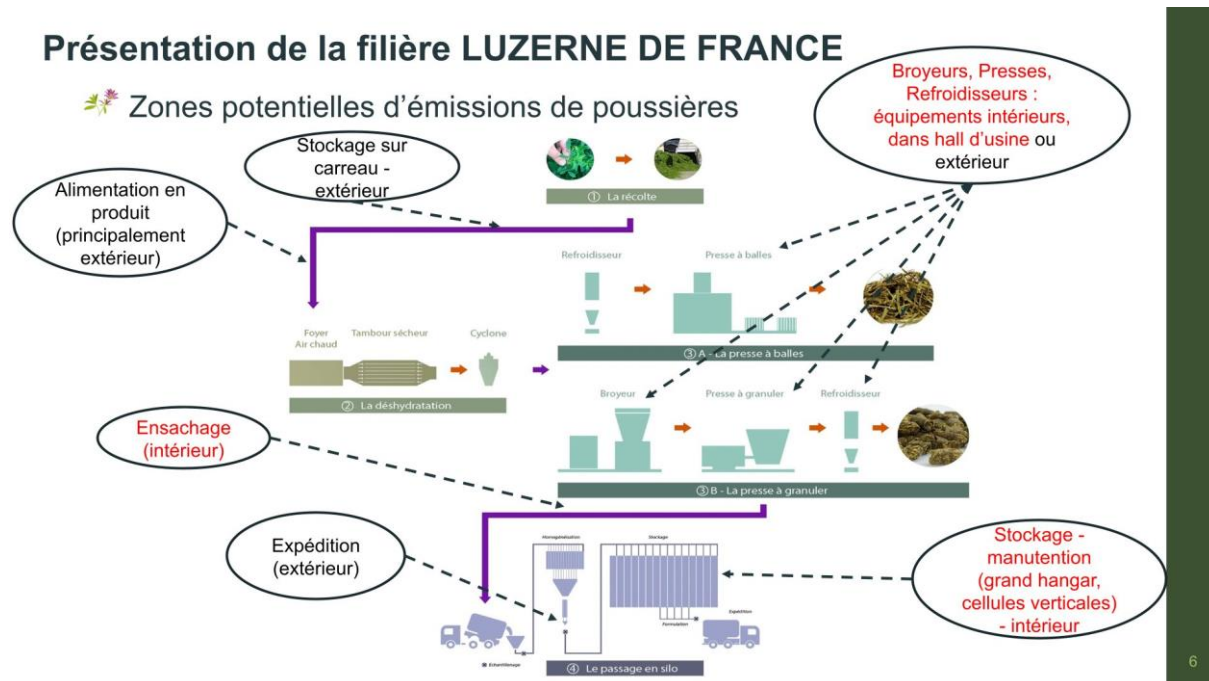 Présentation de la filière LUZERNE DE FRANCE
Zones potentielles d’émissions de poussières
Broyeurs, Presses,
Refroidisseurs :
équipements intérieurs,
dans hall d’usine ou
extérieur
Stockage sur
carreau -
extérieur
Alimentation en
produit
(principalement
extérieur)
① La récolte
Refroidisseur
Presse à balles
Foyer
Air chaud
Tambour sécheur
Cyclone
③ A - La presse à balles
② La déshydratation
Broyeur
Presse à granuler
Refroidisseur
Ensachage
(intérieur)
③ B - La presse à granuler
Expédition
(extérieur)
Homogénéisation
Stockage
Stockage -
manutention
(grand hangar,
cellules verticales)
- intérieur
Formulation
Expédition
Echantillonage
④ Le passage en silo
6